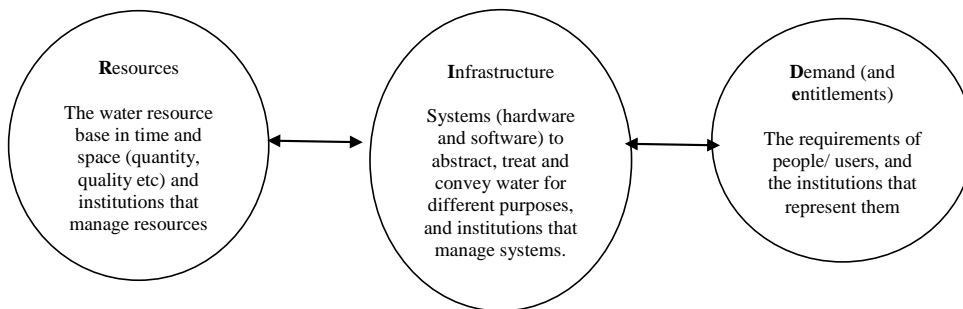 Resources
The water resource
base in time and
space (quantity,
quality etc) and
institutions that
manage resources
Infrastructure
Systems (hardware
and software) to
abstract, treat and
convey water for
different purposes,
and institutions that
manage systems.
Demand (and
entitlements)
The requirements of
people/ users, and
the institutions that
represent them